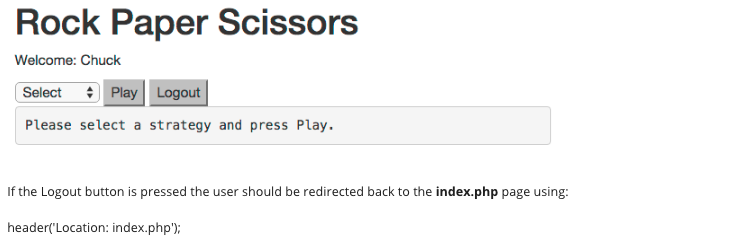 Rock Paper Scissors
Welcome: Chuck
Select Play Logout
Please select a strategy and press Play.
If the Logout button is pressed the user should be redirected back to the index.php page using:
header('Location: index.php');